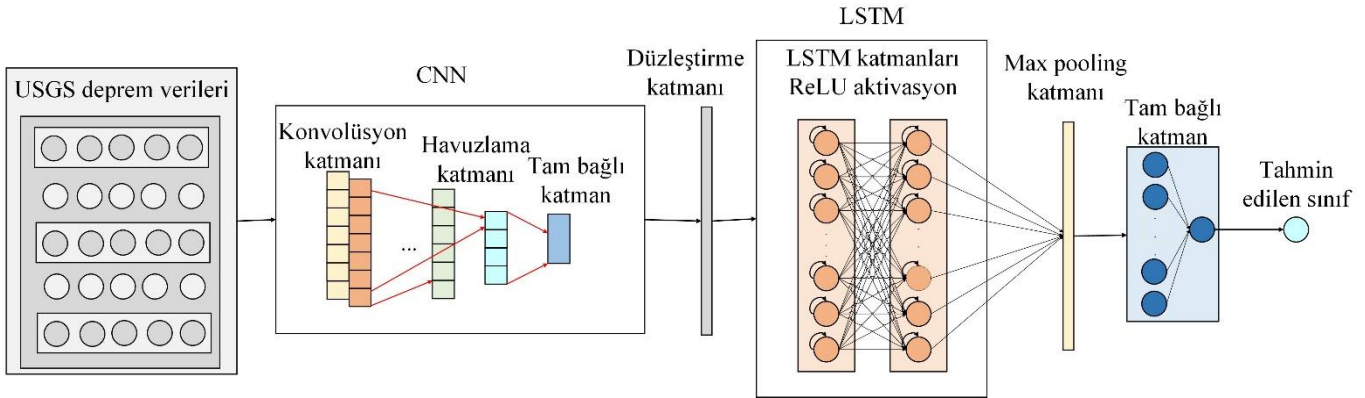 USGS deprem verileri
CNN
Konvolüsyon
katmanı
Havuzlama
katmanı
...
Tam bağlı
katman
Düzleştirme
katmanı
LSTM
LSTM katmanları
ReLU aktivasyon
Max pooling
katmanı
Tam bağlı
katman
Tahmin
edilen sınıf